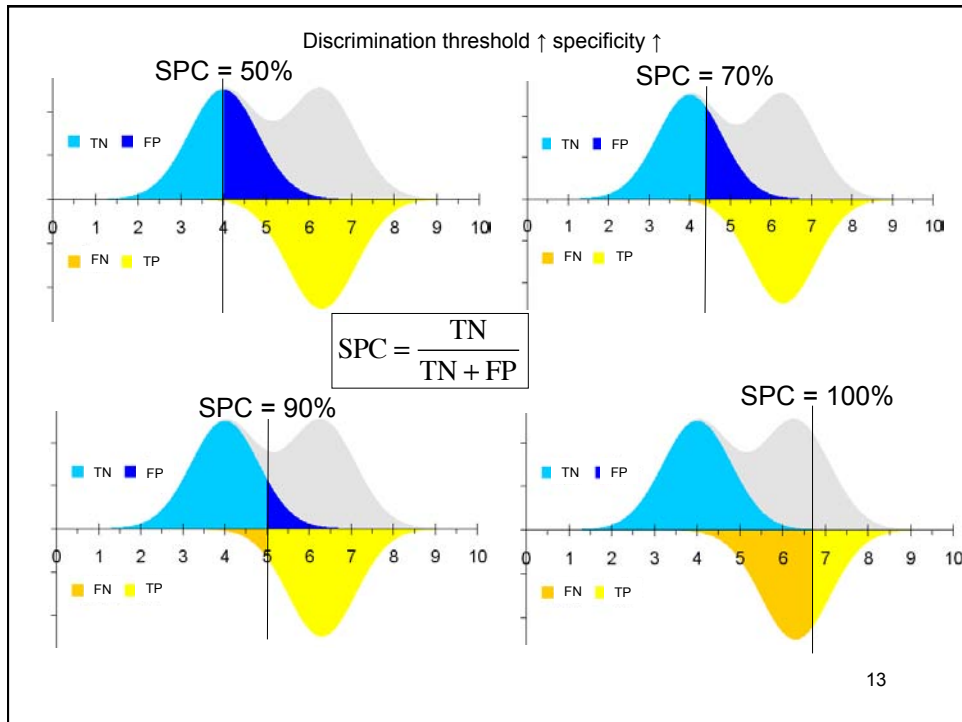 Discrimination threshold ↑ specificity ↑
SPC = 50%
TN FP
0 1 2 3 4 5 6 7 8 9 10
FN TP
SPC = 70%
TN FP
0 1 2 3 4 5 6 7 8 9 10
FN TP
SPC = TN / TN + FP
SPC = 90%
TN FP
0 1 2 3 4 5 6 7 8 9 10
FN TP
SPC = 100%
TN FP
0 1 2 3 4 5 6 7 8 9 10
FN TP
13